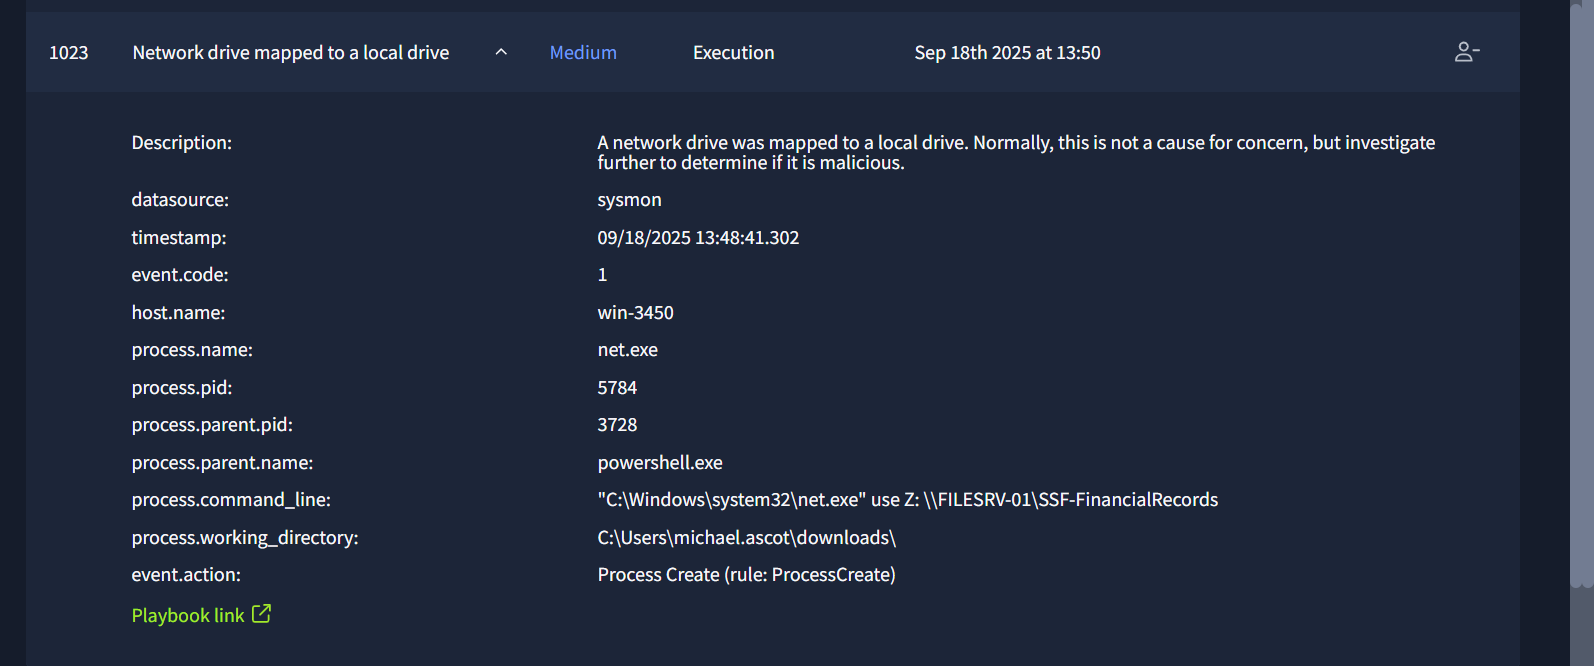 1023 Network drive mapped to a local drive Medium Execution Sep 18th 2025 at 13:50
Description: A network drive was mapped to a local drive. Normally, this is not a cause for concern, but investigate
further to determine if it is malicious.
datasource: sysmon
timestamp: 09/18/2025 13:48:41.302
event.code: 1
host.name: win-3450
process.name: net.exe
process.pid: 5784
process.parent.pid: 3728
process.parent.name: powershell.exe
process.command_line: "C:\Windows\system32\net.exe" use Z: \\FILESRV-01\SSF-FinancialRecords
process.working_directory: C:\Users\michael.ascot\downloads\
event.action: Process Create (rule: ProcessCreate)
Playbook link